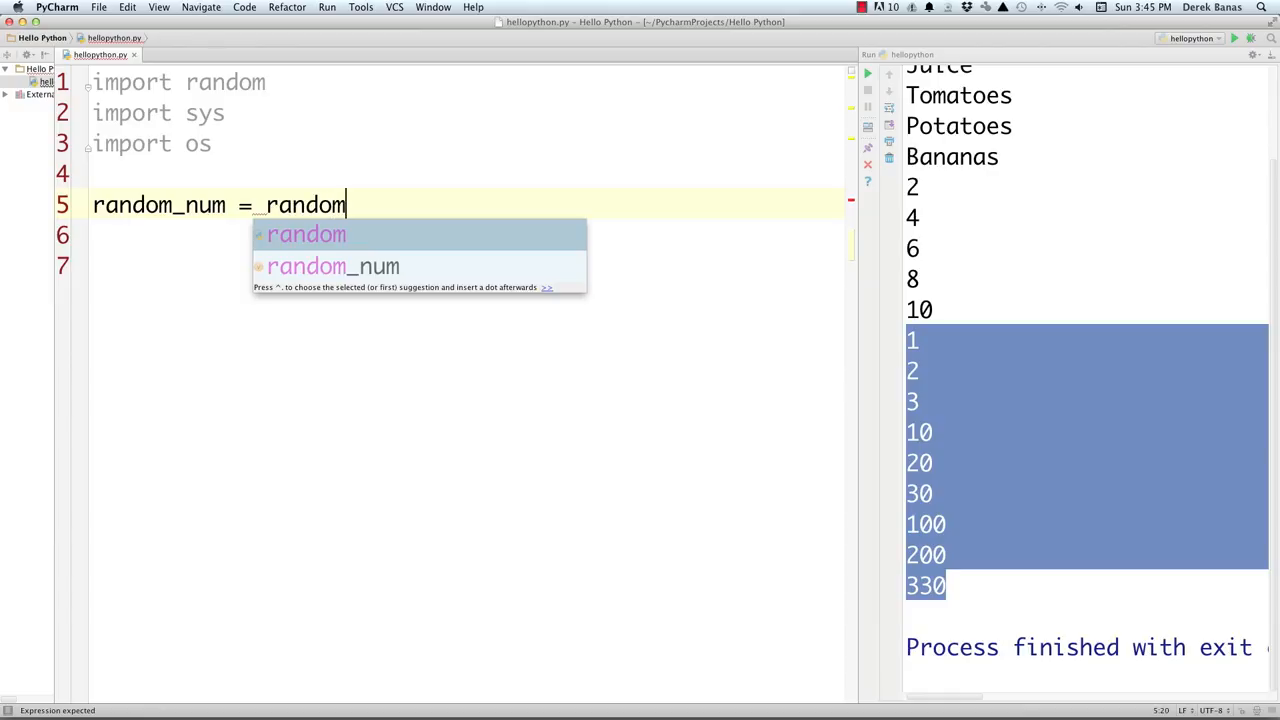 PyCharm File Edit View Navigate Code Refactor Run Tools VCS Window Help
10 Sun 3:45 PM Derek Banas
hellopython.py - Hello Python - [~/PycharmProjects/Hello Python]
Hello Python hellopython.py
hellopython
hellopython.py
Run hellopython
Hello P
hell
Externa
1 import random
2 import sys
3 import os
4
5 random_num = random
6
7
random
random_num
Press ^. to choose the selected (or first) suggestion and insert a dot afterwards >>
Juice
Tomatoes
Potatoes
Bananas
2
4
6
8
10
1
2
3
10
20
30
100
200
330
Process finished with exit
Expression expected
5:20 LF UTF-8